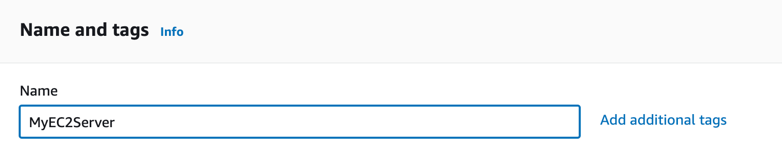 Name and tags Info
Name
MyEC2Server
Add additional tags